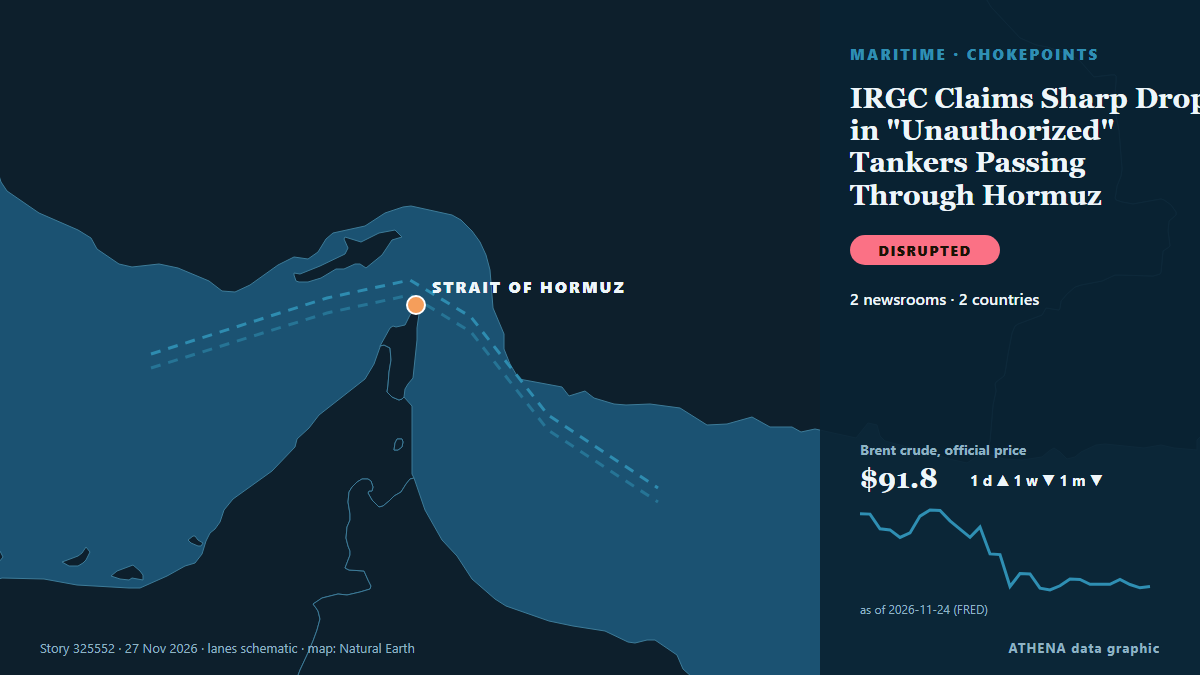 MARITIME · CHOKEPOINTS
IRGC Claims Sharp Drop
in "Unauthorized"
Tankers Passing
Through Hormuz
DISRUPTED
2 newsrooms · 2 countries
STRAIT OF HORMUZ
Brent crude, official price
$91.8 1 d ▲ 1 w ▼ 1 m ▼
as of 2026-11-24 (FRED)
Story 325552 · 27 Nov 2026 · lanes schematic · map: Natural Earth
ATHENA data graphic